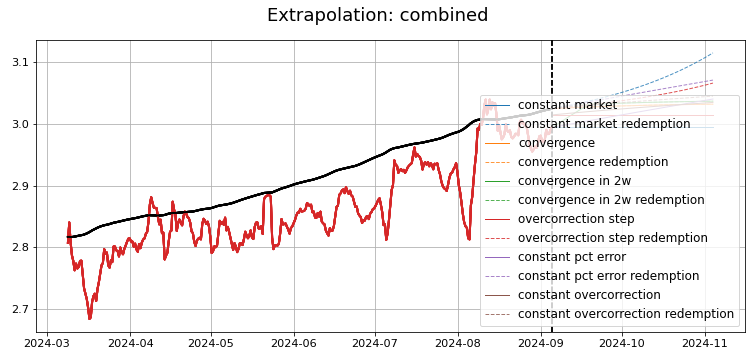 Extrapolation: combined
3.1
3.0
2.9
2.8
2.7
constant market
constant market redemption
convergence
convergence redemption
convergence in 2w
convergence in 2w redemption
overcorrection step
overcorrection step redemption
constant pct error
constant pct error redemption
constant overcorrection
constant overcorrection redemption
2024-03 2024-04 2024-05 2024-06 2024-07 2024-08 2024-09 2024-10 2024-11